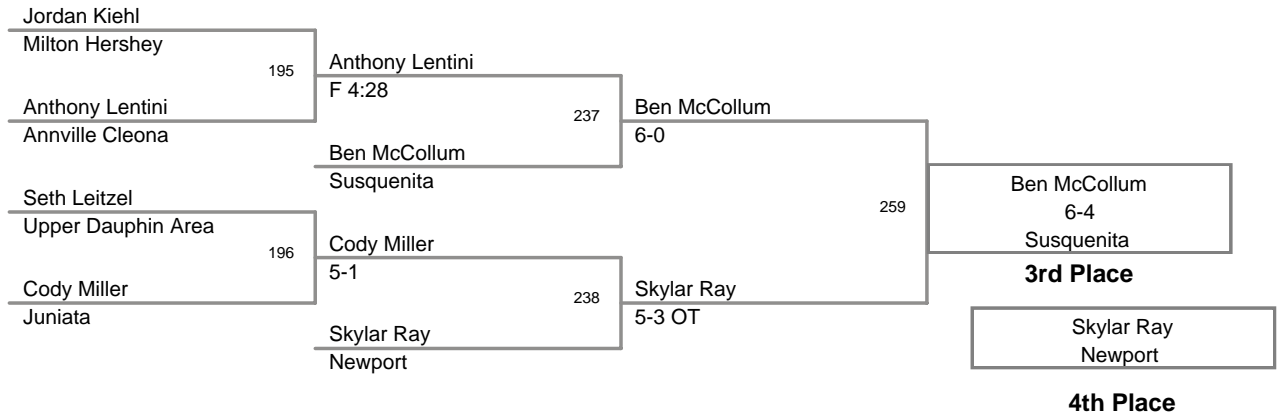 Jordan Kiehl
Milton Hershey
195
Anthony Lentini
Annville Cleona
Anthony Lentini
F 4:28
237
Ben McCollum
Susquenita
Ben McCollum
6-0
Seth Leitzel
Upper Dauphin Area
196
Cody Miller
Juniata
Cody Miller
5-1
238
Skylar Ray
Newport
Skylar Ray
5-3 OT
259
Ben McCollum
6-4
Susquenita
3rd Place
Skylar Ray
Newport
4th Place